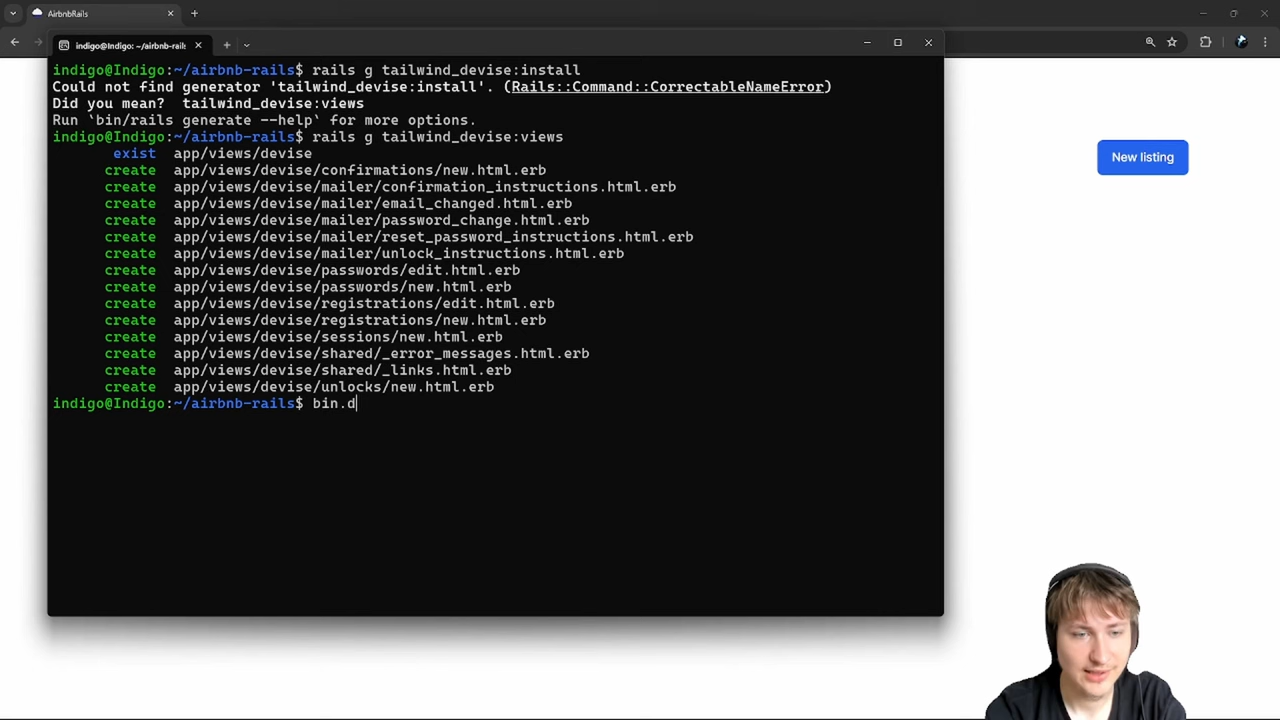 AirbnbRails
indigo@Indigo: ~/airbnb-rails
indigo@Indigo:~/airbnb-rails$ rails g tailwind_devise:install
Could not find generator 'tailwind_devise:install'. (Rails::Command::CorrectableNameError)
Did you mean?  tailwind_devise:views
Run `bin/rails generate --help` for more options.
indigo@Indigo:~/airbnb-rails$ rails g tailwind_devise:views
exist  app/views/devise
create  app/views/devise/confirmations/new.html.erb
create  app/views/devise/mailer/confirmation_instructions.html.erb
create  app/views/devise/mailer/email_changed.html.erb
create  app/views/devise/mailer/password_change.html.erb
create  app/views/devise/mailer/reset_password_instructions.html.erb
create  app/views/devise/mailer/unlock_instructions.html.erb
create  app/views/devise/passwords/edit.html.erb
create  app/views/devise/passwords/new.html.erb
create  app/views/devise/registrations/edit.html.erb
create  app/views/devise/registrations/new.html.erb
create  app/views/devise/sessions/new.html.erb
create  app/views/devise/shared/_error_messages.html.erb
create  app/views/devise/shared/_links.html.erb
create  app/views/devise/unlocks/new.html.erb
indigo@Indigo:~/airbnb-rails$ bin.d
New listing